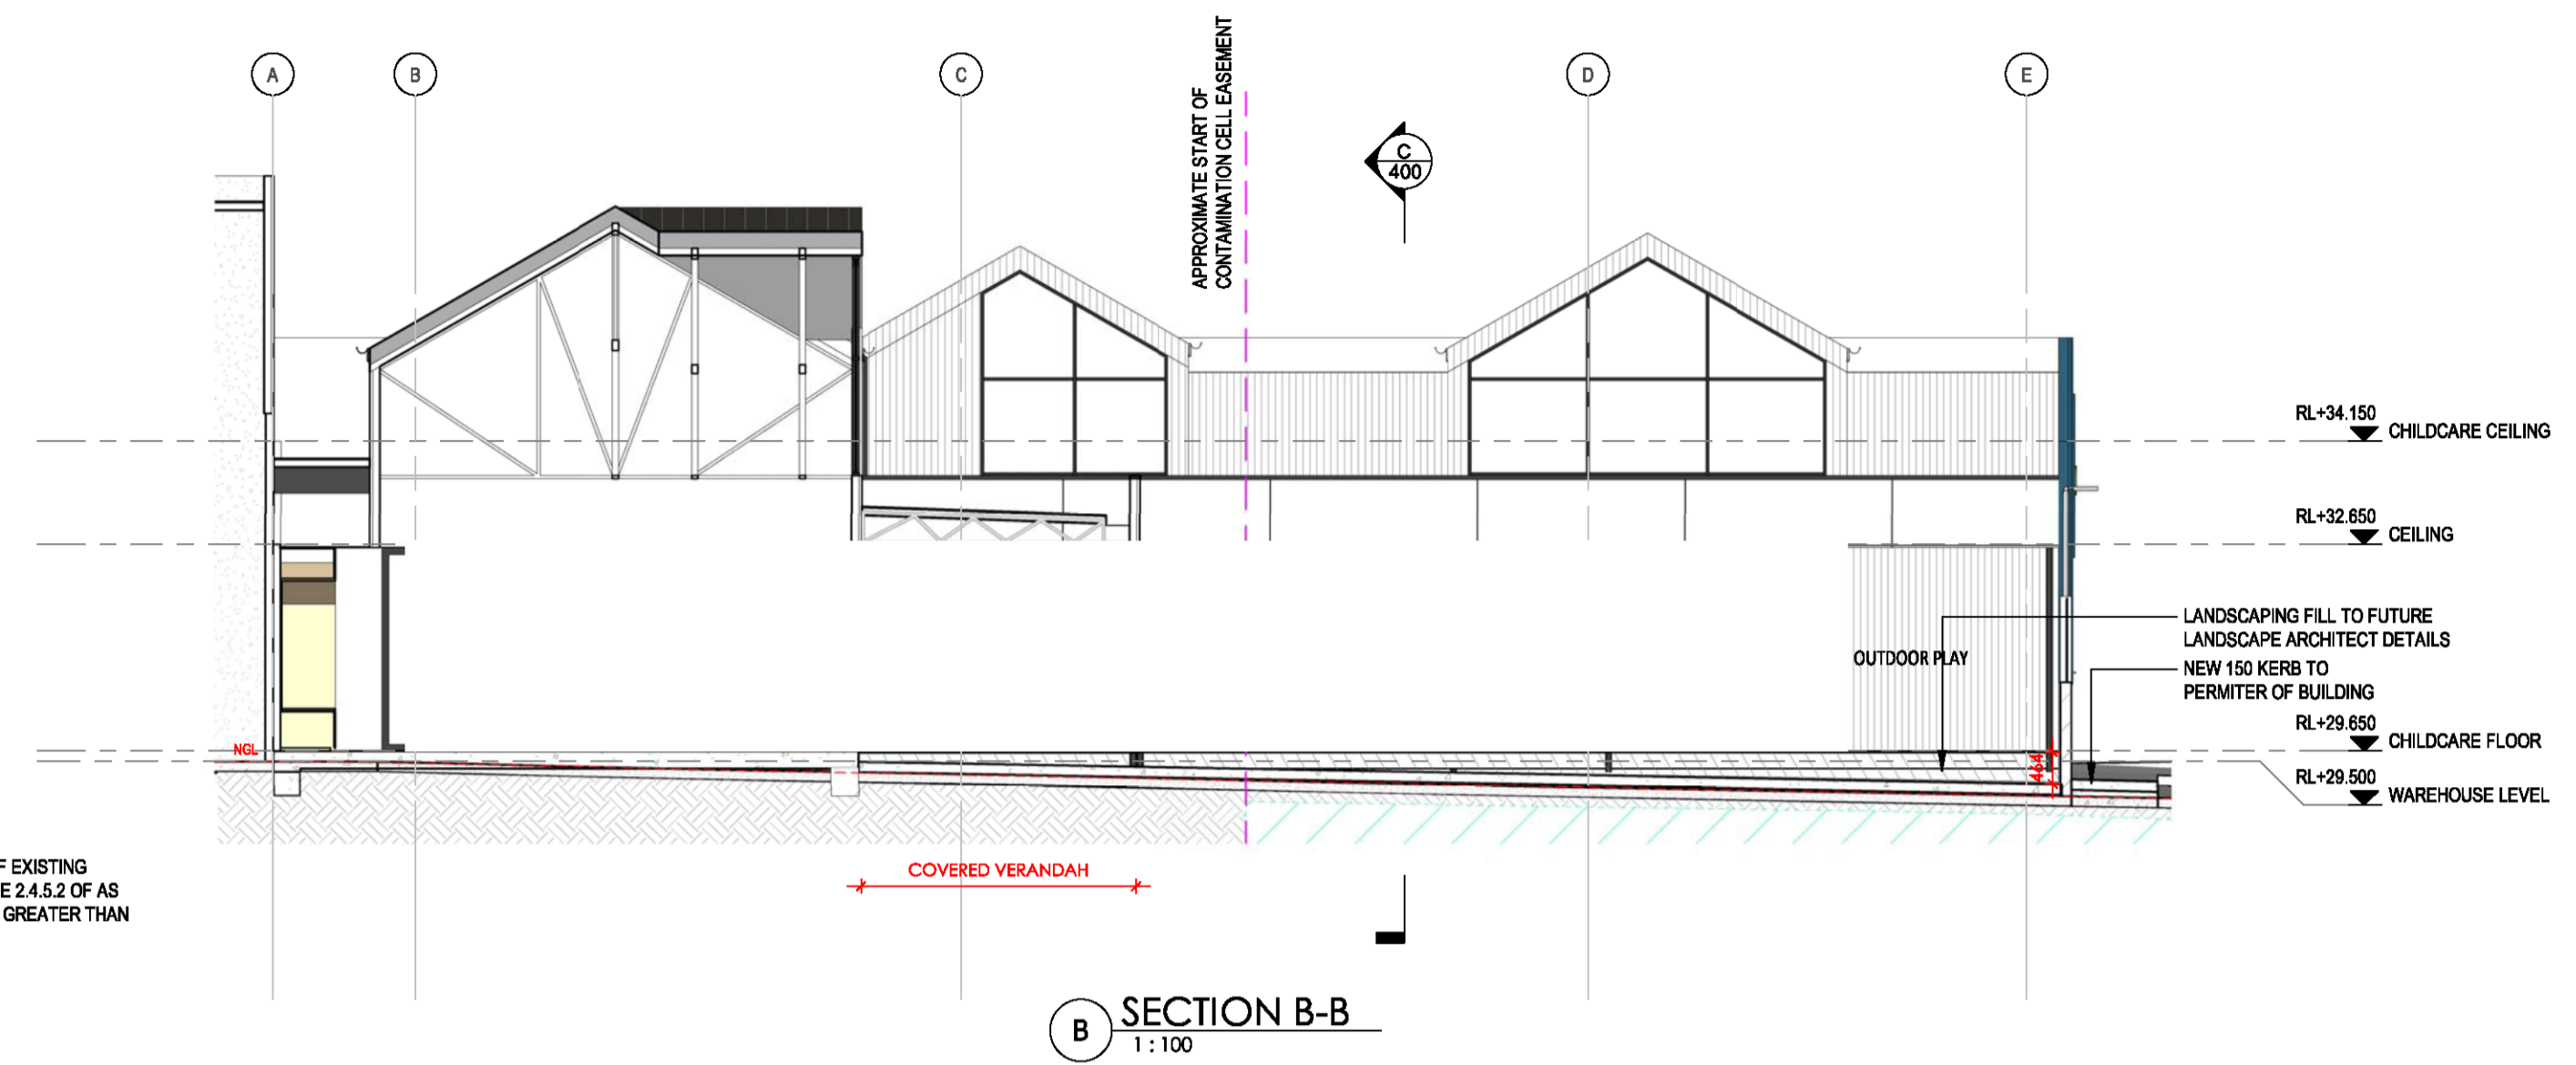 A
B
C
D
E
APPROXIMATE START OF
CONTAMINATION CELL EASEMENT
C
400
RL+34.150
CHILDCARE CEILING
RL+32.650
CEILING
LANDSCAPING FILL TO FUTURE
LANDSCAPE ARCHITECT DETAILS
OUTDOOR PLAY
NEW 150 KERB TO
PERMITER OF BUILDING
RL+29.650
CHILDCARE FLOOR
NGL
464
RL+29.500
WAREHOUSE LEVEL
F EXISTING
E 2.4.5.2 OF AS
GREATER THAN
COVERED VERANDAH
B
SECTION B-B
1 : 100